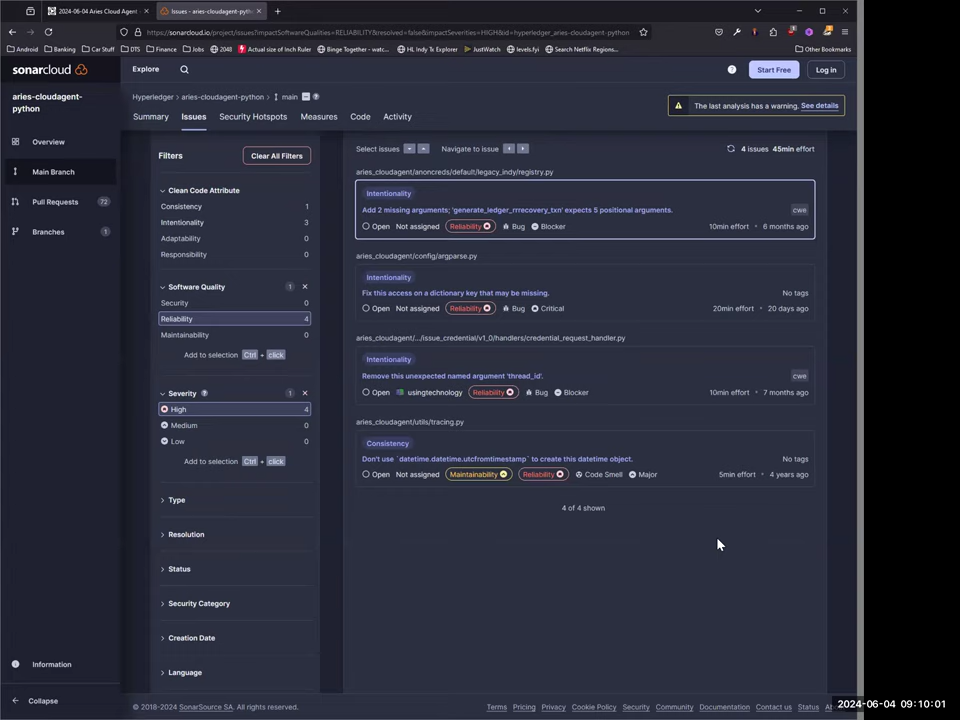 2024-06-04 Aries Cloud Agent
Issues - aries-cloudagent-pyth
https://sonarcloud.io/project/issues?impactSoftwareQualities=RELIABILITY&resolved=false&impactSeverities=HIGH&id=hyperledger_aries-cloudagent-python
Android
Banking
Car Stuff
DTS
Finance
Jobs
2048
Actual size of Inch Ruler
Binge Together - watc...
HL Indy Tx Explorer
JustWatch
levels.fyi
Search Netflix Regions...
Other Bookmarks
sonarcloud
Explore
Start Free
Log in
aries-cloudagent-
python
Hyperledger > aries-cloudagent-python > main
The last analysis has a warning. See details
Summary
Issues
Security Hotspots
Measures
Code
Activity
Overview
Main Branch
Pull Requests 72
Branches 1
Information
Collapse
Filters
Clear All Filters
Clean Code Attribute
Consistency 1
Intentionality 3
Adaptability 0
Responsibility 0
Software Quality 1
Security 0
Reliability 4
Maintainability 0
Add to selection Ctrl + click
Severity 1
High 4
Medium 0
Low 0
Add to selection Ctrl + click
Type
Resolution
Status
Security Category
Creation Date
Language
Select issues
Navigate to issue
4 issues 45min effort
aries_cloudagent/anoncreds/default/legacy_indy/registry.py
Intentionality
Add 2 missing arguments; 'generate_ledger_rrrecovery_txn' expects 5 positional arguments.
cwe
Open Not assigned Reliability Bug Blocker
10min effort • 6 months ago
aries_cloudagent/config/argparse.py
Intentionality
Fix this access on a dictionary key that may be missing.
No tags
Open Not assigned Reliability Bug Critical
20min effort • 20 days ago
aries_cloudagent/.../issue_credential/v1_0/handlers/credential_request_handler.py
Intentionality
Remove this unexpected named argument 'thread_id'.
cwe
Open usingtechnology Reliability Bug Blocker
10min effort • 7 months ago
aries_cloudagent/utils/tracing.py
Consistency
Don't use `datetime.datetime.utcfromtimestamp` to create this datetime object.
No tags
Open Not assigned Maintainability Reliability Code Smell Major
5min effort • 4 years ago
4 of 4 shown
© 2018-2024 SonarSource SA. All rights reserved.
Terms
Pricing
Privacy
Cookie Policy
Security
Community
Documentation
Contact us
Status
2024-06-04 09:10:01